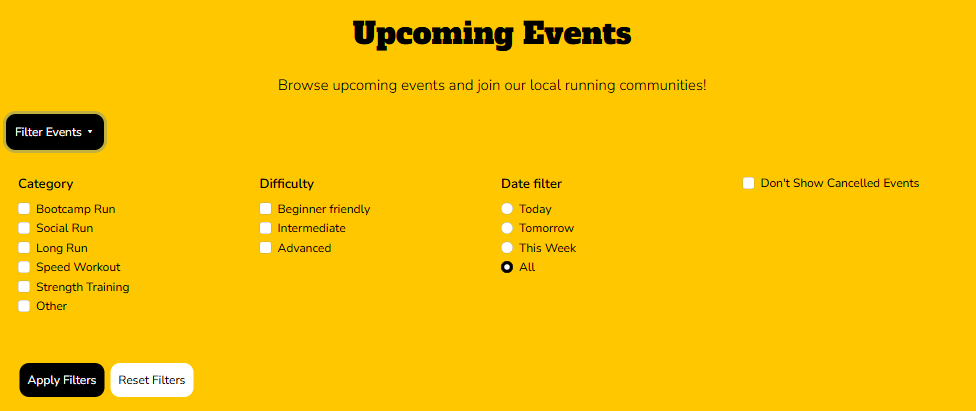 Upcoming Events
Browse upcoming events and join our local running communities!
Filter Events
Category
Bootcamp Run
Social Run
Long Run
Speed Workout
Strength Training
Other
Difficulty
Beginner friendly
Intermediate
Advanced
Date filter
Today
Tomorrow
This Week
All
Don't Show Cancelled Events
Apply Filters
Reset Filters